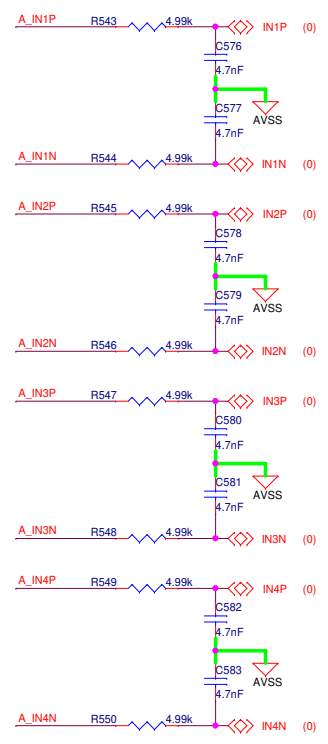 A_IN1P R543 4.99k IN1P (0)
C576
4.7nF
C577
AVSS
4.7nF
A_IN1N R544 4.99k IN1N (0)
A_IN2P R545 4.99k IN2P (0)
C578
4.7nF
C579
AVSS
4.7nF
A_IN2N R546 4.99k IN2N (0)
A_IN3P R547 4.99k IN3P (0)
C580
4.7nF
C581
AVSS
4.7nF
A_IN3N R548 4.99k IN3N (0)
A_IN4P R549 4.99k IN4P (0)
C582
4.7nF
C583
AVSS
4.7nF
A_IN4N R550 4.99k IN4N (0)